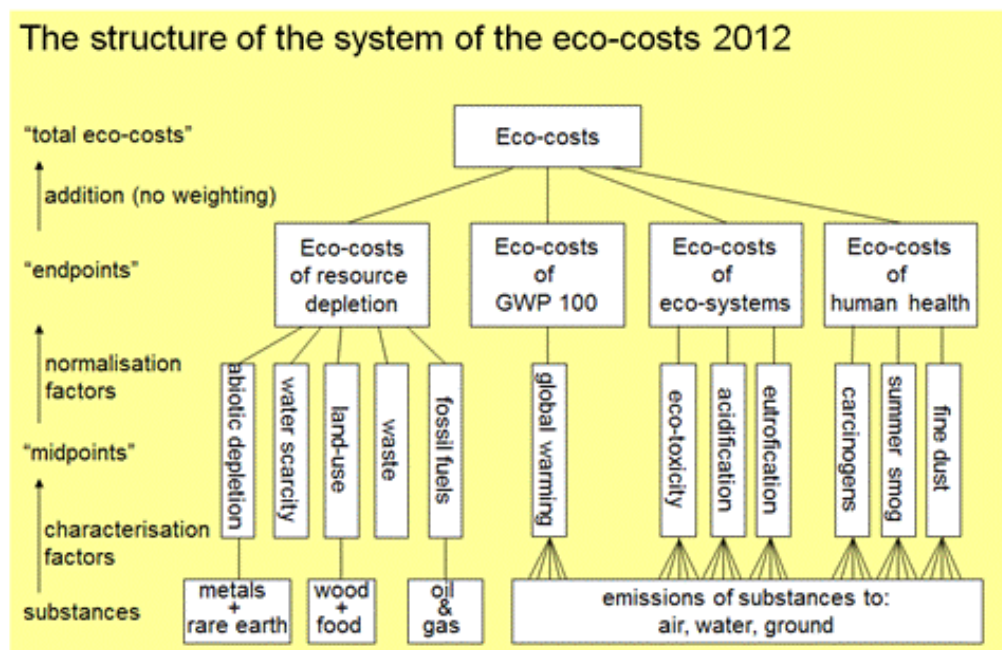 The structure of the system of the eco-costs 2012
“total eco-costs”
Eco-costs
addition (no weighting)
“endpoints”
Eco-costs
of resource
depletion
Eco-costs
of
GWP 100
Eco-costs
of
eco-systems
Eco-costs
of
human health
normalisation
factors
“midpoints”
abiotic depletion
water scarcity
land-use
waste
fossil fuels
global warming
eco-toxicity
acidification
eutrofication
carcinogens
summer smog
fine dust
characterisation
factors
substances
metals
+
rare earth
wood
+
food
oil
&
gas
emissions of substances to:
air, water, ground